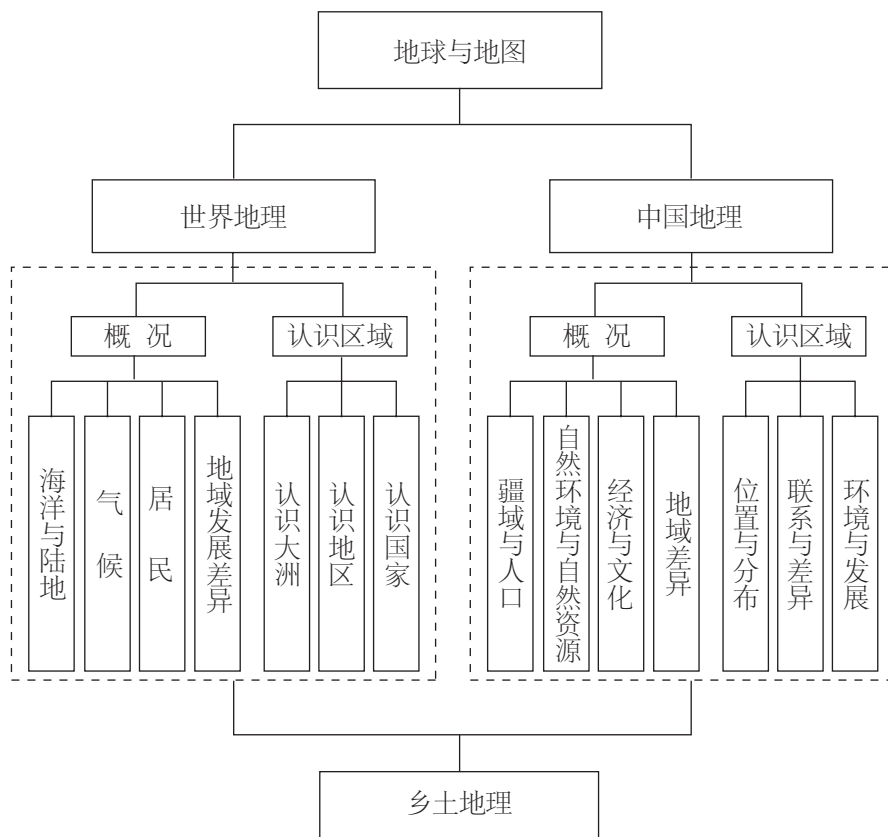 地球与地图
世界地理
中国地理
概 况
认识区域
概 况
认识区域
海洋与陆地
气 候
居 民
地域发展差异
认识大洲
认识地区
认识国家
疆域与人口
自然环境与自然资源
经济与文化
地域差异
位置与分布
联系与差异
环境与发展
乡土地理